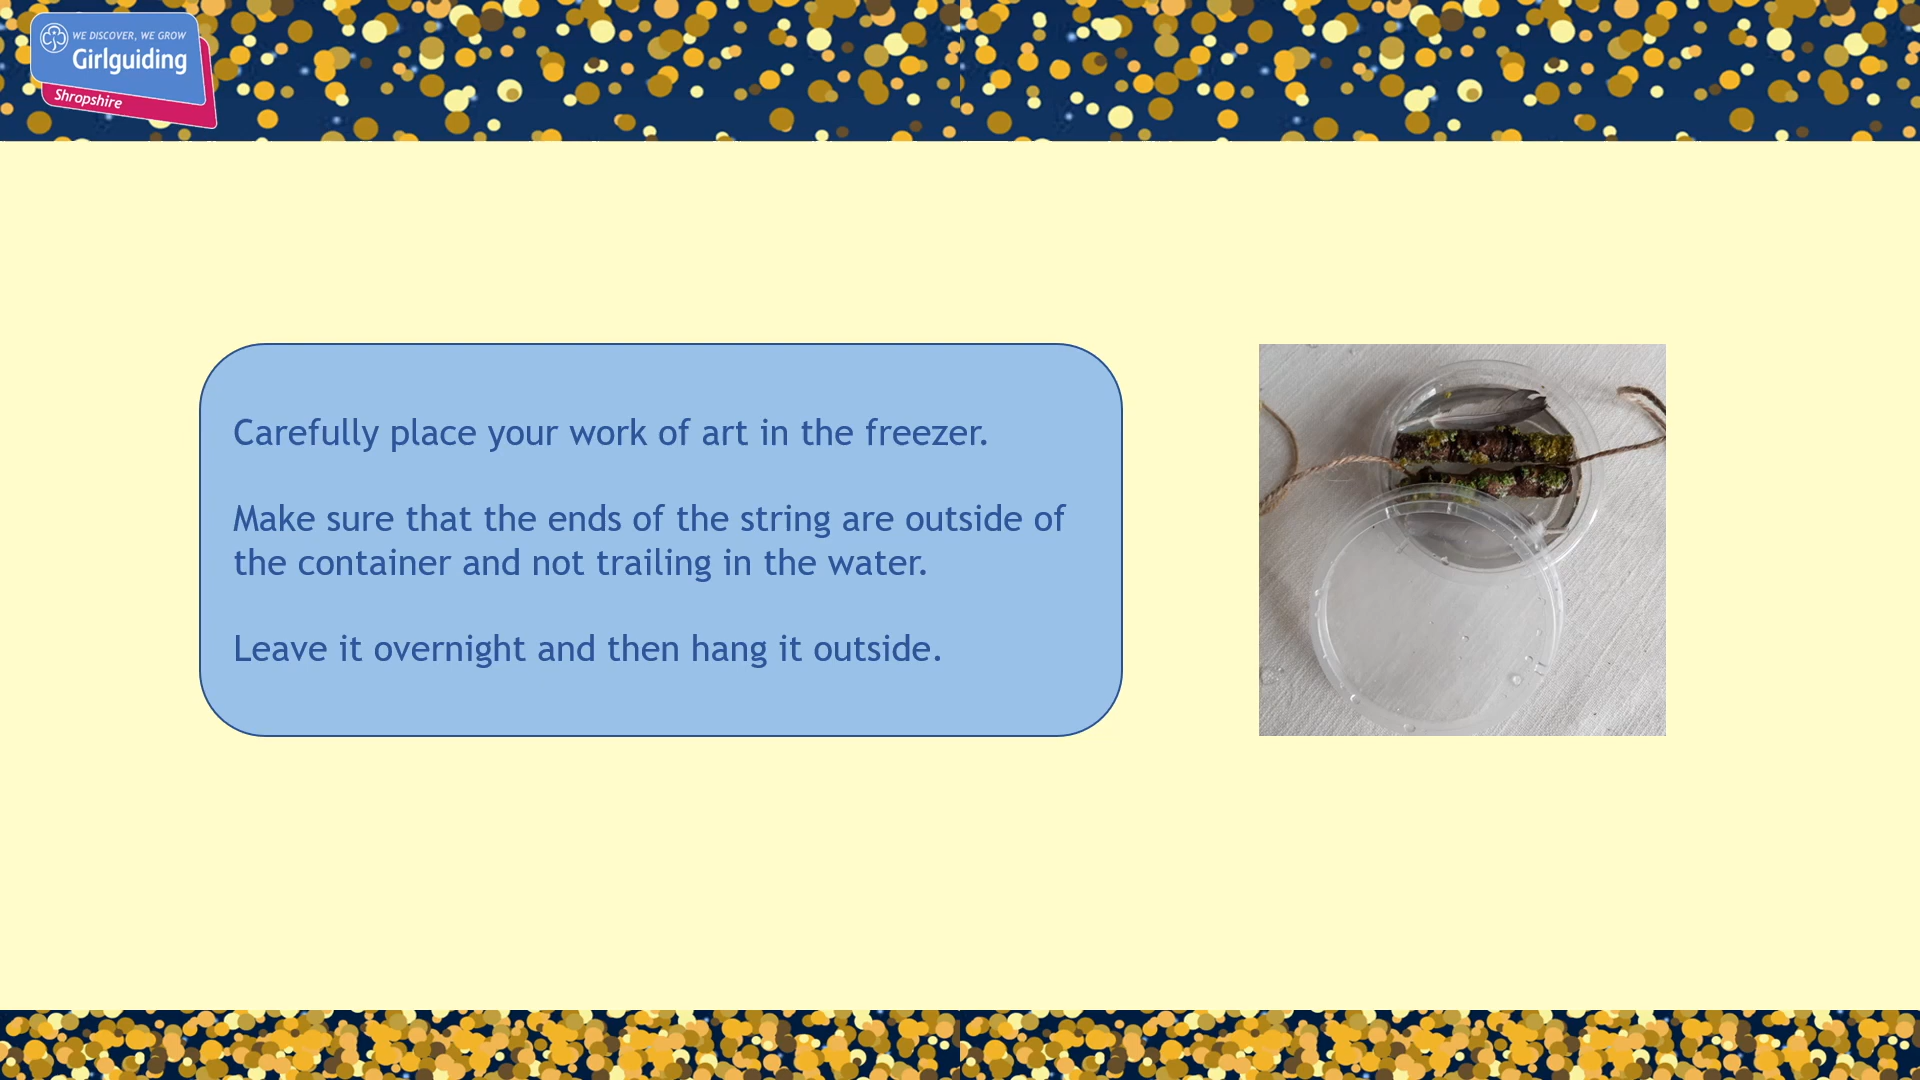 WE DISCOVER, WE GROW
Girlguiding
Shropshire
Carefully place your work of art in the freezer.
Make sure that the ends of the string are outside of
the container and not trailing in the water.
Leave it overnight and then hang it outside.